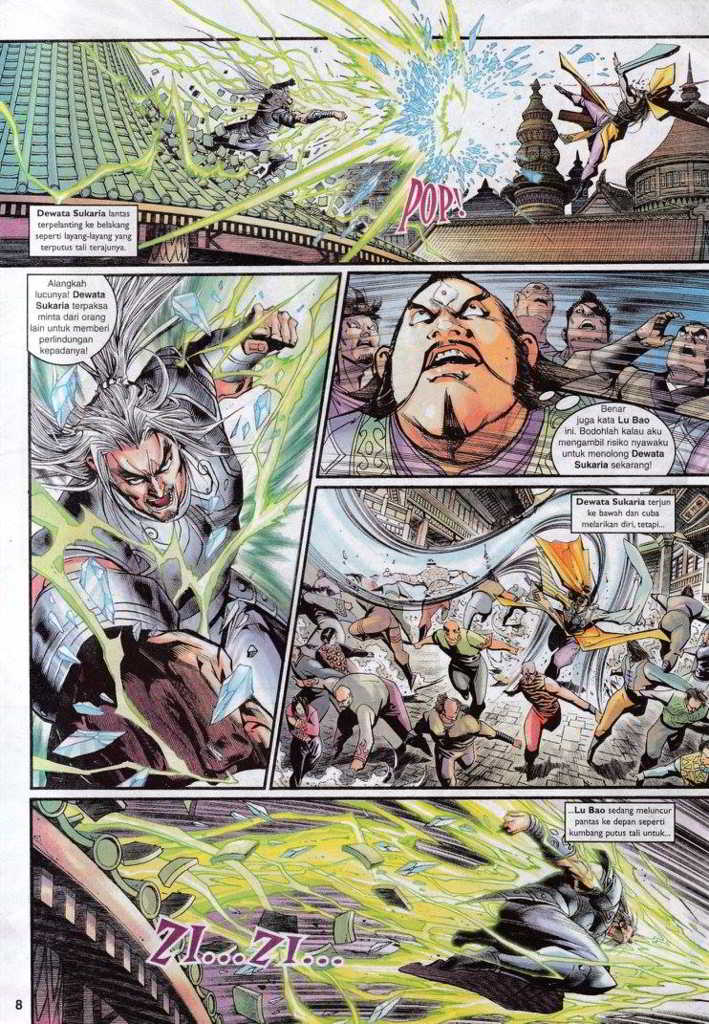 POP!
Dewata Sukaria lantas
terpelanting ke belakang
seperti layang-layang yang
terputus tali terajunya.
Alangkah
lucunya! Dewata
Sukaria terpaksa
minta dari orang
lain untuk memberi
perlindungan
kepadanya!
Benar
juga kata Lu Bao
ini. Bodohlah kalau aku
mengambil risiko nyawaku
untuk menolong Dewata
Sukaria sekarang!
Dewata Sukaria terjun
ke bawah dan cuba
melarikan diri, tetapi...
...Lu Bao sedang meluncur
pantas ke depan seperti
kumbang putus tali untuk...
ZI...ZI...
8